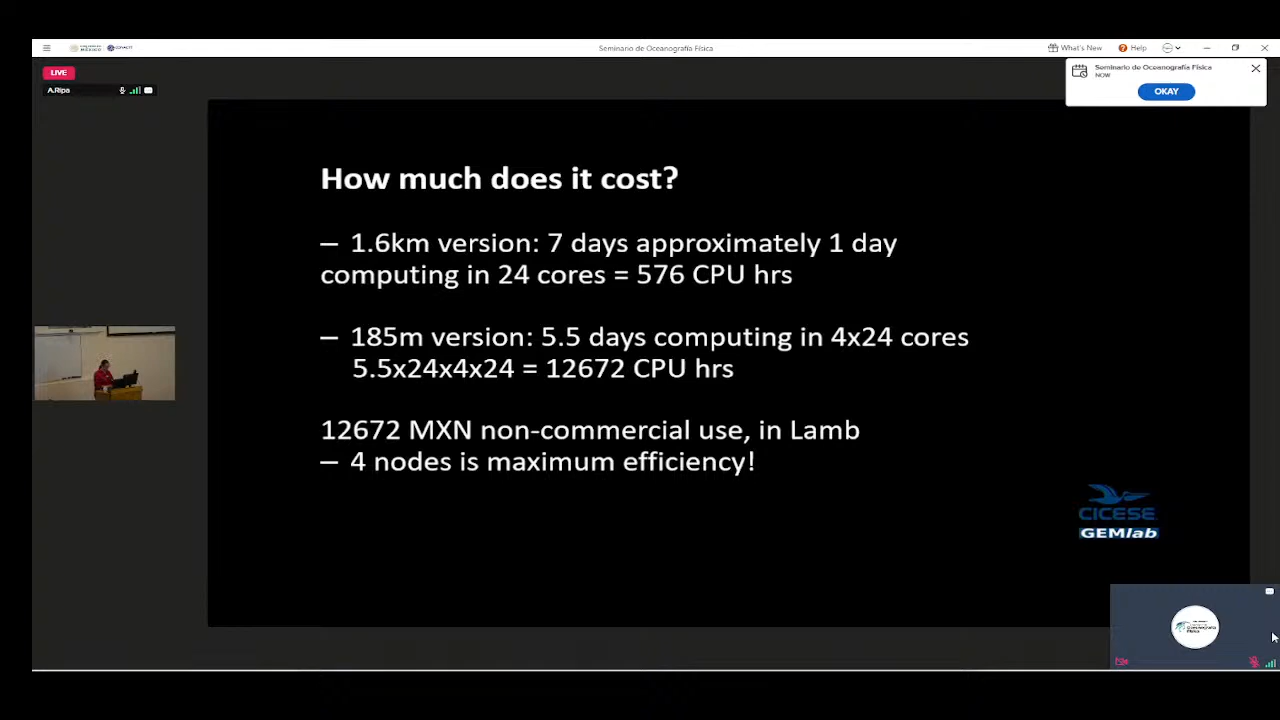 Seminario de Oceanografía Física
What's New
Help
LIVE
A.Ripa
Seminario de Oceanografía Física
NOW
OKAY
How much does it cost?
– 1.6km version: 7 days approximately 1 day
computing in 24 cores = 576 CPU hrs
– 185m version: 5.5 days computing in 4x24 cores
5.5x24x4x24 = 12672 CPU hrs
12672 MXN non-commercial use, in Lamb
– 4 nodes is maximum efficiency!
CICESE
GEMlab